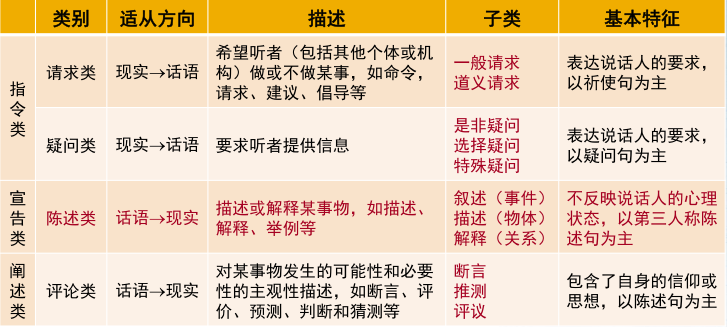 类别 适从方向 描述 子类 基本特征
指令类
请求类 现实→话语
希望听者（包括其他个体或机
构）做或不做某事，如命令，
请求、建议、倡导等
一般请求
道义请求
表达说话人的要求，
以祈使句为主
疑问类 现实→话语 要求听者提供信息
是非疑问
选择疑问
特殊疑问
表达说话人的要求，
以疑问句为主
宣告类
陈述类 话语→现实
描述或解释某事物，如描述、
解释、举例等
叙述（事件）
描述（物体）
解释（关系）
不反映说话人的心理
状态，以第三人称陈
述句为主
阐述类
评论类 话语→现实
对某事物发生的可能性和必要
性的主观性描述，如断言、评
价、预测、判断和猜测等
断言
推测
评议
包含了自身的信仰或
思想，以陈述句为主